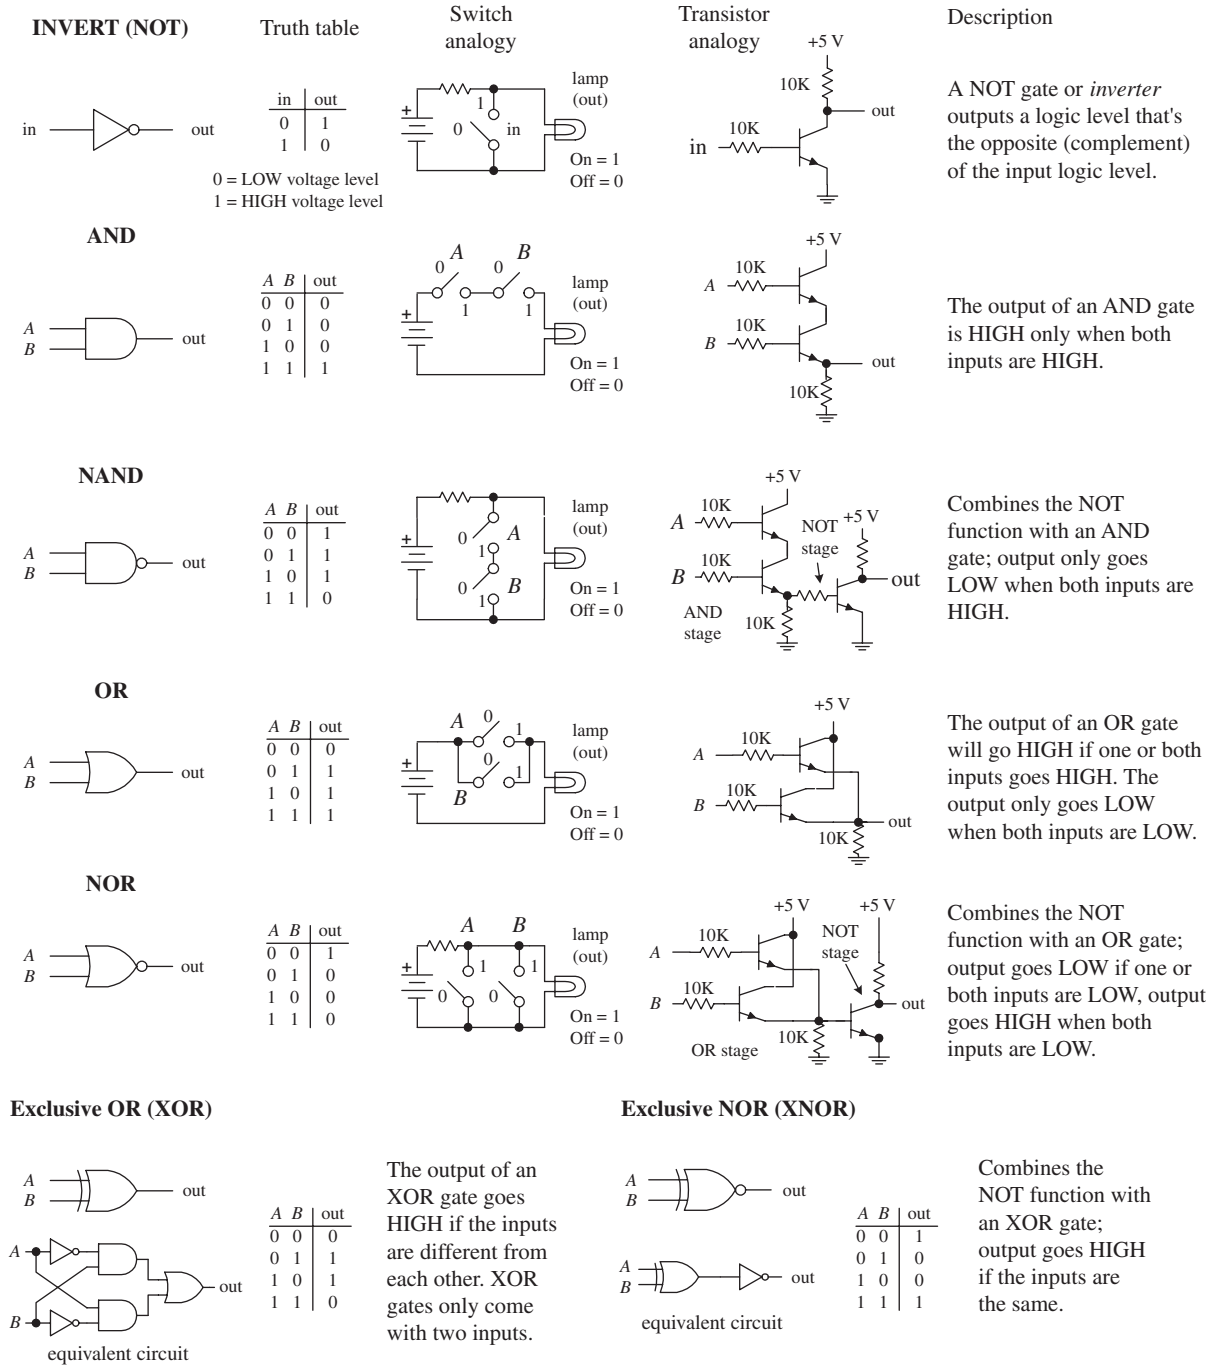 INVERT (NOT)
Truth table
Switch
analogy
Transistor
analogy
Description
in
out
in out
0 1
1 0
0 = LOW voltage level
1 = HIGH voltage level
+
1
0
in
lamp
(out)
On = 1
Off = 0
+5 V
10K
out
10K
in
A NOT gate or inverter
outputs a logic level that's
the opposite (complement)
of the input logic level.
AND
A
B
out
A B out
0 0 0
0 1 0
1 0 0
1 1 1
A B
0 0
1 1
+
lamp
(out)
On = 1
Off = 0
+5 V
10K
A
10K
B
out
10K
The output of an AND gate
is HIGH only when both
inputs are HIGH.
NAND
A
B
out
A B out
0 0 1
0 1 1
1 0 1
1 1 0
+
0
A
1
0
B
1
lamp
(out)
On = 1
Off = 0
+5 V
10K
A
NOT
stage
+5 V
10K
B
out
AND
stage
10K
Combines the NOT
function with an AND
gate; output only goes
LOW when both inputs are
HIGH.
OR
A
B
out
A B out
0 0 0
0 1 1
1 0 1
1 1 1
A 0
1
0
1
B
+
lamp
(out)
On = 1
Off = 0
+5 V
10K
A
10K
B
out
10K
The output of an OR gate
will go HIGH if one or both
inputs goes HIGH. The
output only goes LOW
when both inputs are LOW.
NOR
A
B
out
A B out
0 0 1
0 1 0
1 0 0
1 1 0
A B
+
1 1
0 0
lamp
(out)
On = 1
Off = 0
+5 V +5 V
10K
A
NOT
stage
10K
B
out
10K
OR stage
Combines the NOT
function with an OR gate;
output goes LOW if one or
both inputs are LOW, output
goes HIGH when both
inputs are LOW.
Exclusive OR (XOR)
A
B
out
A
B
out
equivalent circuit
A B out
0 0 0
0 1 1
1 0 1
1 1 0
The output of an
XOR gate goes
HIGH if the inputs
are different from
each other. XOR
gates only come
with two inputs.
Exclusive NOR (XNOR)
A
B
out
A
B
out
equivalent circuit
A B out
0 0 1
0 1 0
1 0 0
1 1 1
Combines the
NOT function with
an XOR gate;
output goes HIGH
if the inputs are
the same.